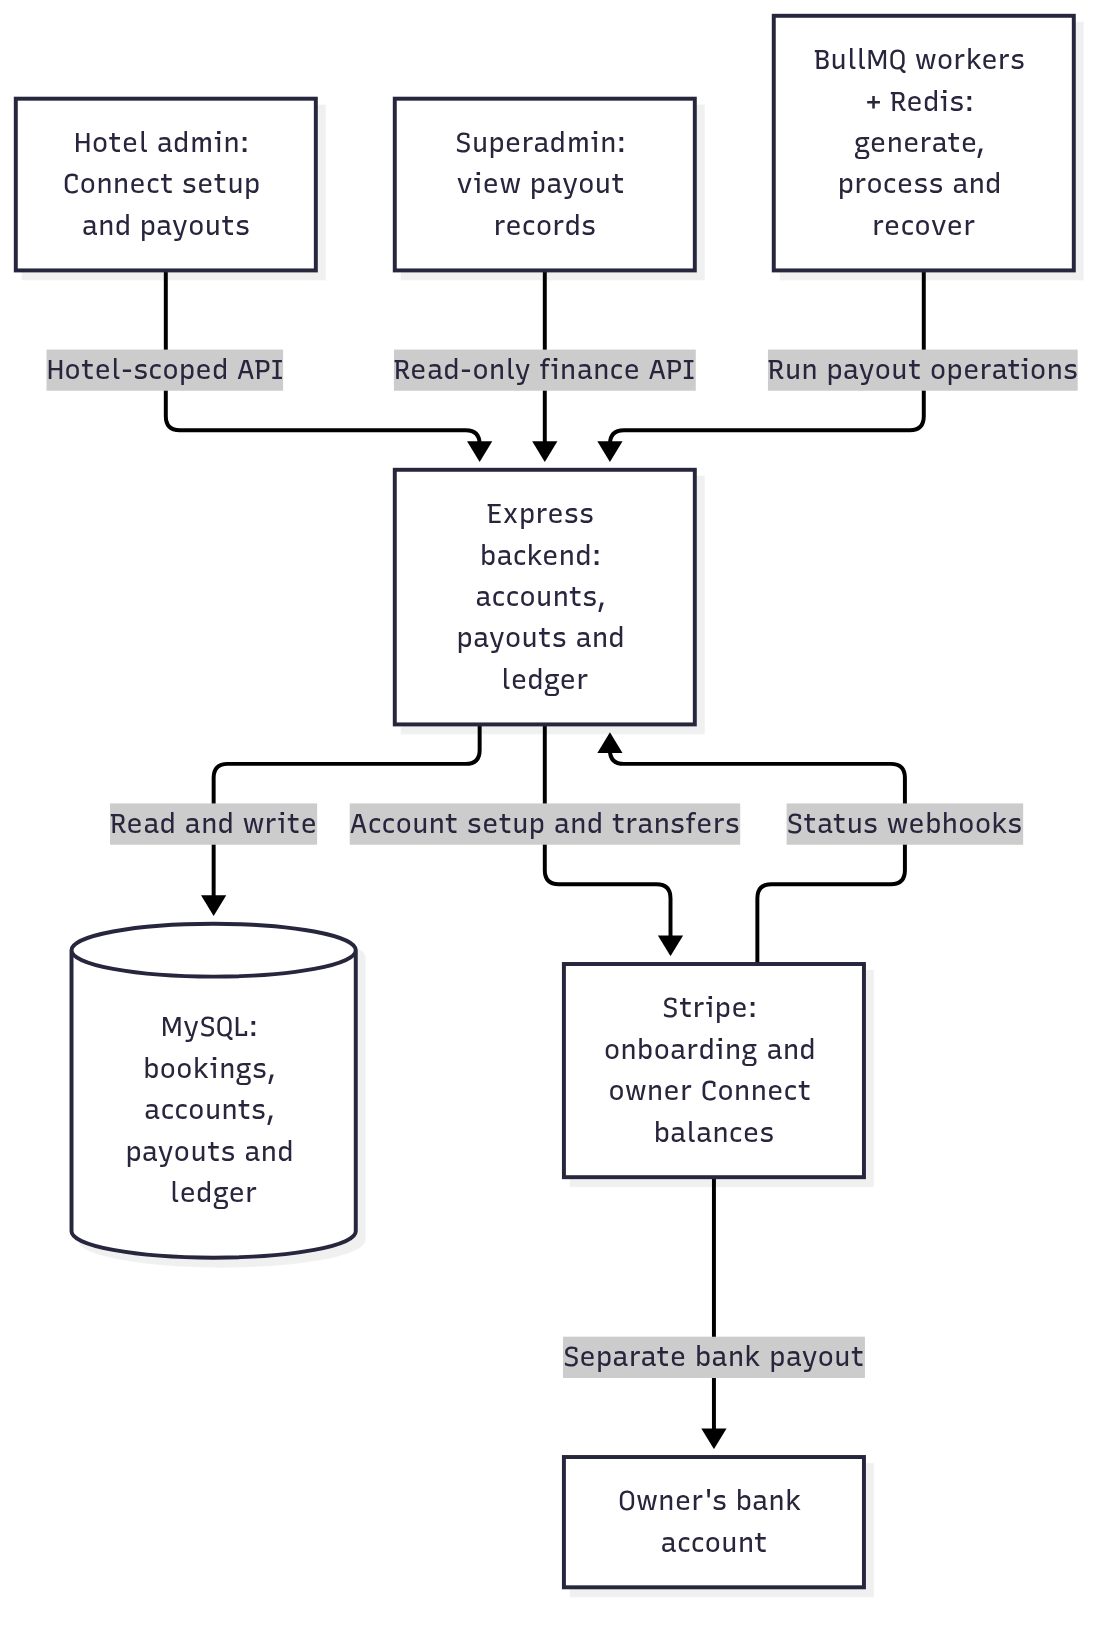 Hotel admin:
Connect setup
and payouts
Superadmin:
view payout
records
BullMQ workers
+ Redis:
generate,
process and
recover
Hotel-scoped API
Read-only finance API
Run payout operations
Express
backend:
accounts,
payouts and
ledger
Read and write
Account setup and transfers
Status webhooks
MySQL:
bookings,
accounts,
payouts and
ledger
Stripe:
onboarding and
owner Connect
balances
Separate bank payout
Owner's bank
account